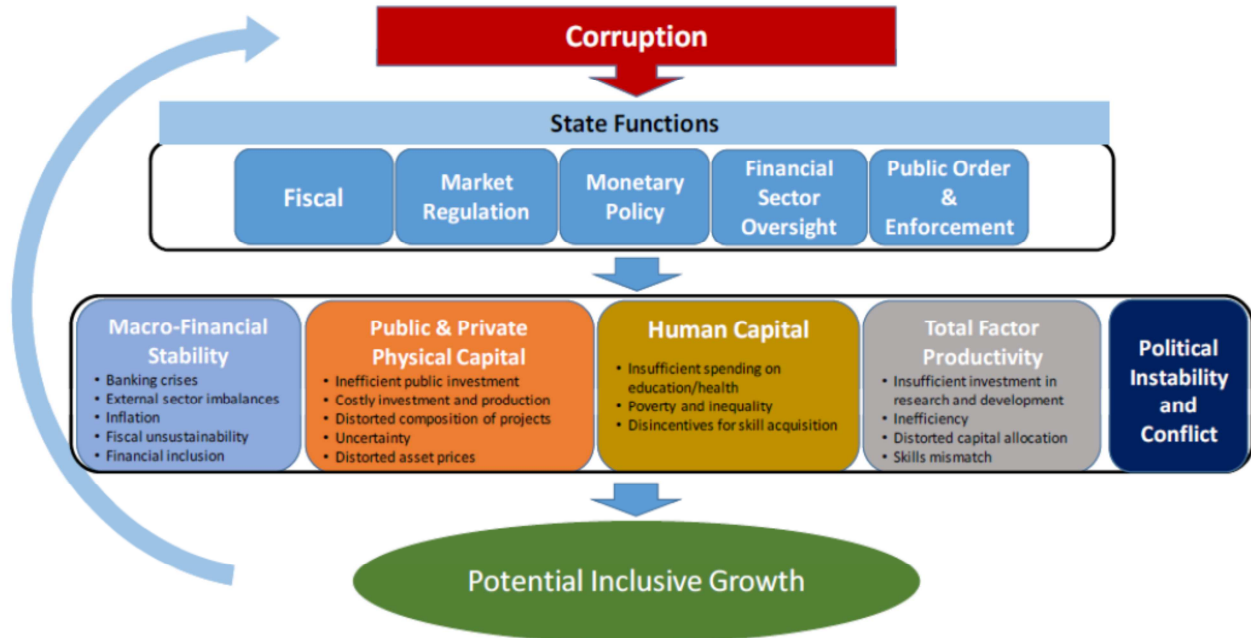 Corruption
State Functions
Fiscal
Market
Regulation
Monetary
Policy
Financial
Sector
Oversight
Public Order
&
Enforcement
Macro-Financial
Stability
• Banking crises
• External sector imbalances
• Inflation
• Fiscal unsustainability
• Financial inclusion
Public & Private
Physical Capital
• Inefficient public investment
• Costly investment and production
• Distorted composition of projects
• Uncertainty
• Distorted asset prices
Human Capital
• Insufficient spending on
education/health
• Poverty and inequality
• Disincentives for skill acquisition
Total Factor
Productivity
• Insufficient investment in
research and development
• Inefficiency
• Distorted capital allocation
• Skills mismatch
Political
Instability
and
Conflict
Potential Inclusive Growth